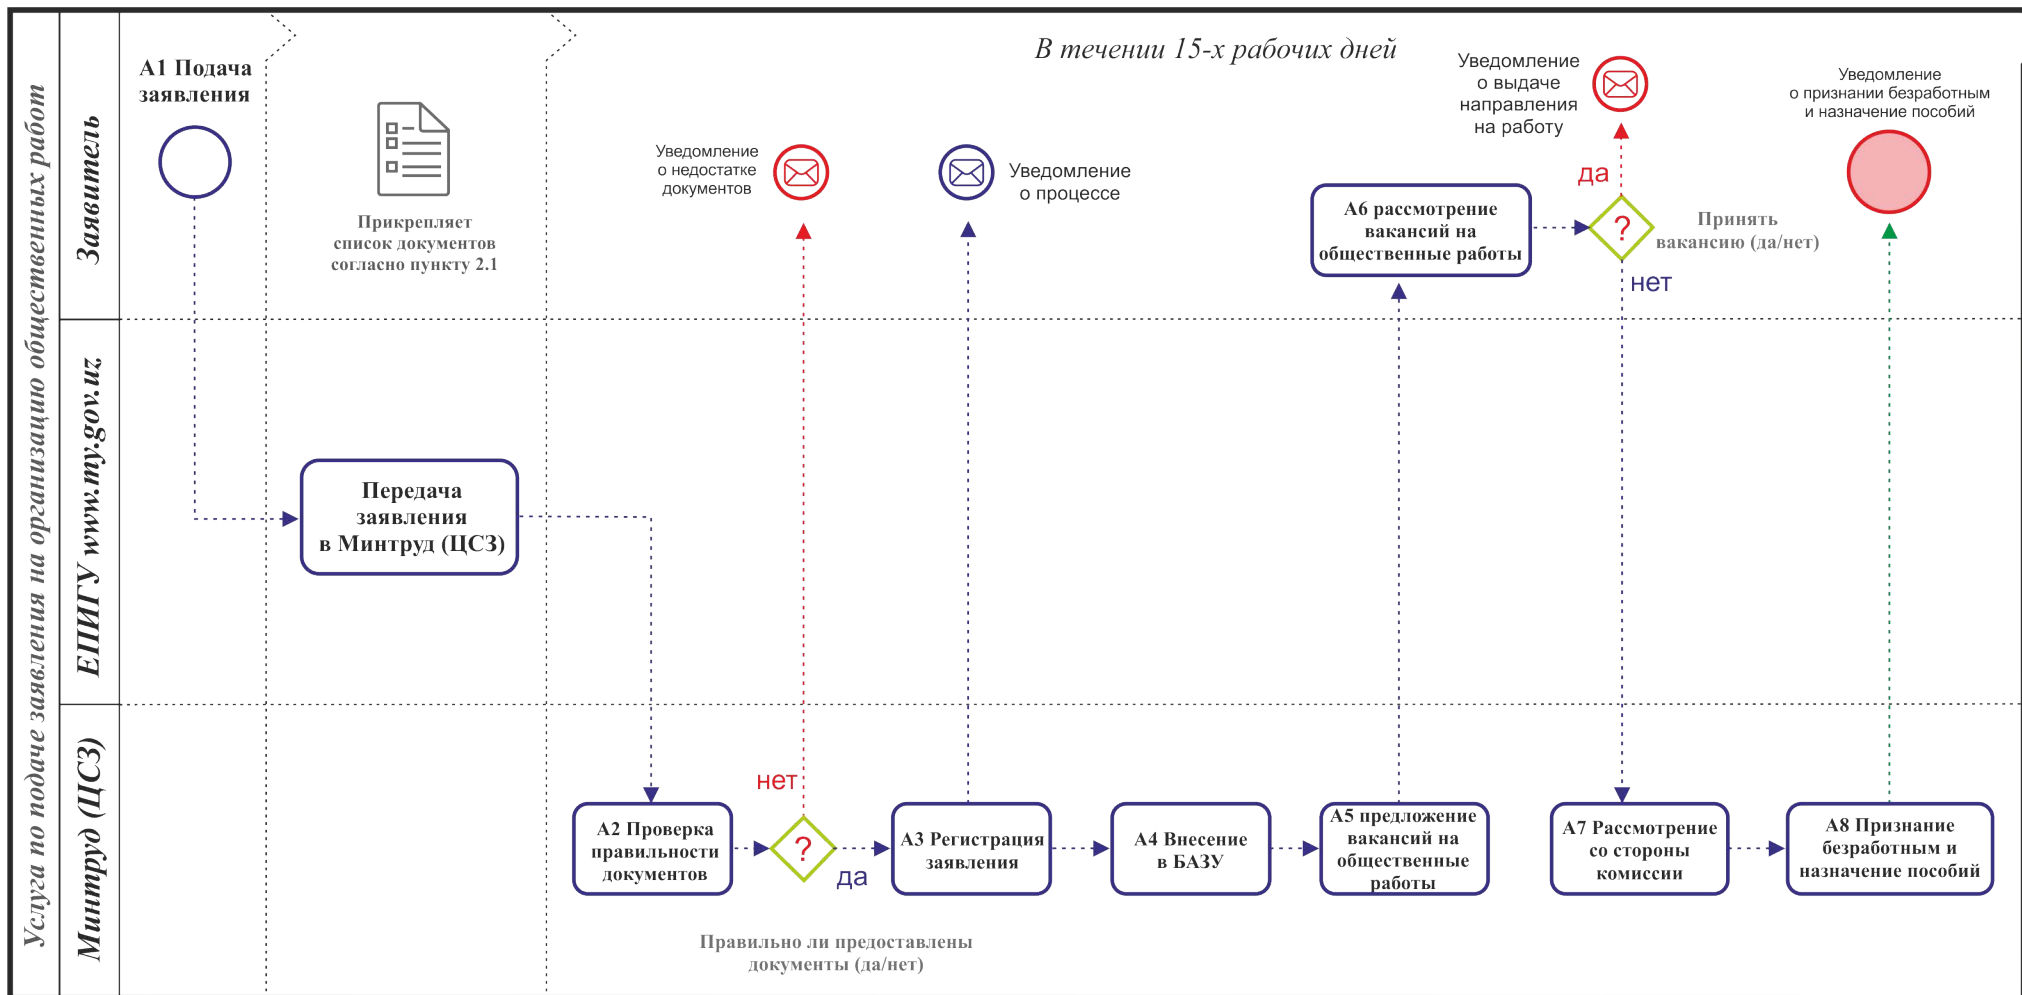 Услуга по подаче заявления на организацию общественных работ
Заявитель
ЕПИГУ www.my.gov.uz
Минтруд (ЦСЗ)
В течении 15-х рабочих дней
А1 Подача
заявления
Прикрепляет
список документов
согласно пункту 2.1
Уведомление
о недостатке
документов
Уведомление
о процессе
А6 рассмотрение
вакансий на
общественные работы
Уведомление
о выдаче
направления
на работу
да
?
нет
Принять
вакансию (да/нет)
Уведомление
о признании безработным
и назначение пособий
Передача
заявления
в Минтруд (ЦСЗ)
А2 Проверка
правильности
документов
нет
?
да
Правильно ли предоставлены
документы (да/нет)
А3 Регистрация
заявления
А4 Внесение
в БАЗУ
А5 предложение
вакансий на
общественные
работы
А7 Рассмотрение
со стороны
комиссии
А8 Признание
безработным и
назначение пособий